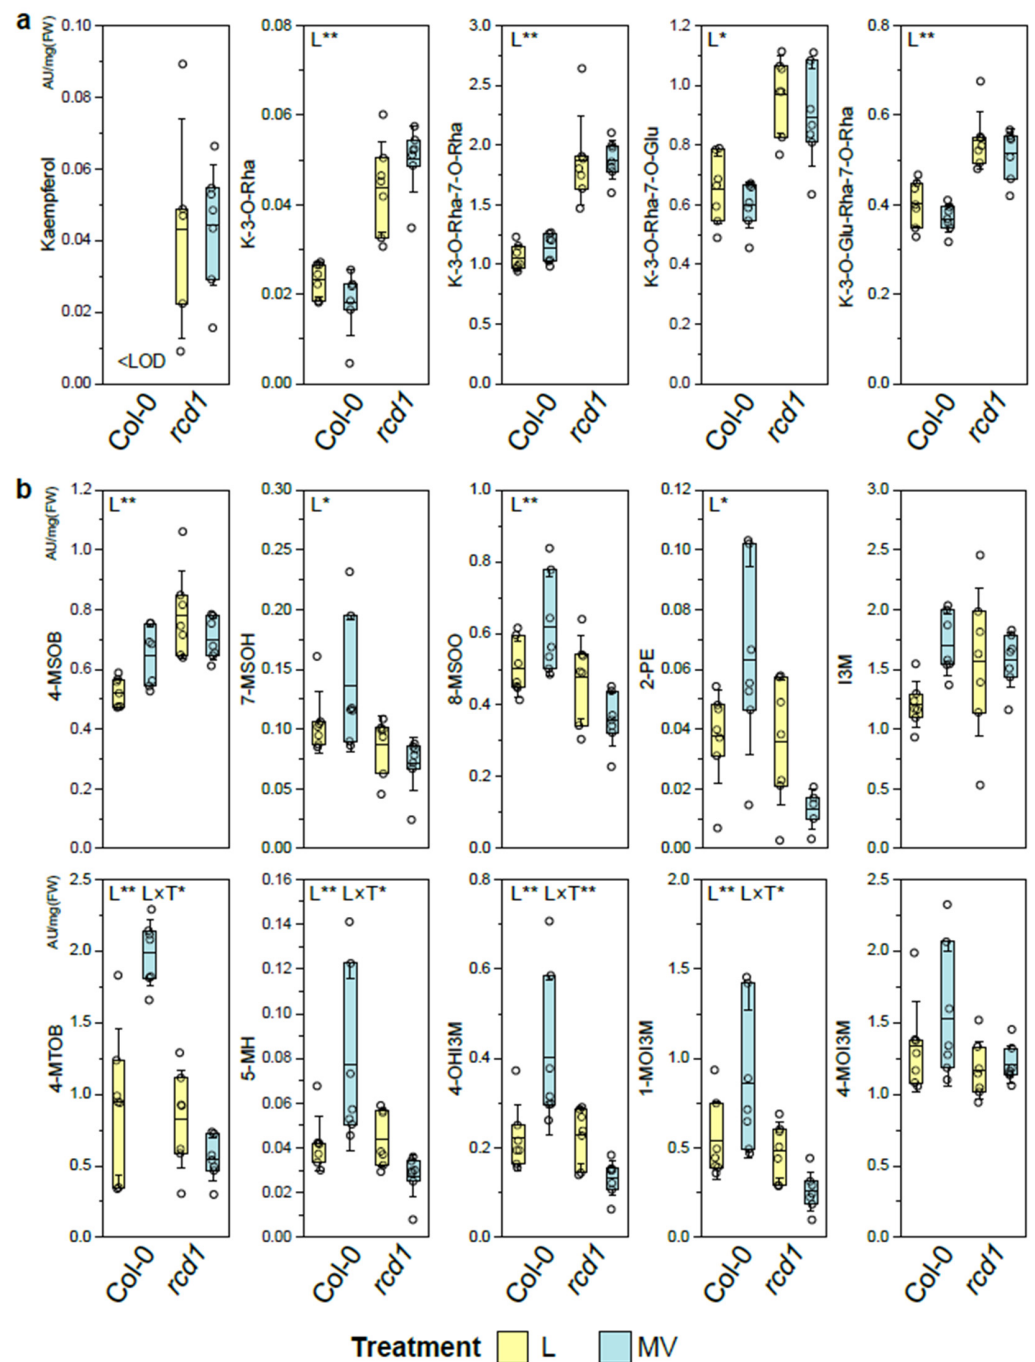 a
AU/mg(FW)
Kaempferol
0.10
0.08
0.06
0.04
0.02
0.00
<LOD
Col-0
rcd1
K-3-O-Rha
0.08
0.06
0.04
0.02
0.00
L**
Col-0
rcd1
K-3-O-Rha-7-O-Rha
3.0
2.5
2.0
1.5
1.0
0.5
0.0
L**
Col-0
rcd1
K-3-O-Rha-7-O-Glu
1.2
1.0
0.8
0.6
0.4
0.2
0.0
L*
Col-0
rcd1
K-3-O-Glu-Rha-7-O-Rha
0.8
0.6
0.4
0.2
0.0
L**
Col-0
rcd1
b
AU/mg(FW)
4-MSOB
1.2
1.0
0.8
0.6
0.4
0.2
0.0
L**
7-MSOH
0.30
0.25
0.20
0.15
0.10
0.05
0.00
L*
8-MSOO
1.0
0.8
0.6
0.4
0.2
0.0
L**
2-PE
0.12
0.10
0.08
0.06
0.04
0.02
0.00
L*
I3M
3.0
2.5
2.0
1.5
1.0
0.5
0.0
AU/mg(FW)
4-MTOB
2.5
2.0
1.5
1.0
0.5
0.0
L** L×T*
Col-0
rcd1
5-MH
0.16
0.14
0.12
0.10
0.08
0.06
0.04
0.02
0.00
L** L×T*
Col-0
rcd1
4-OHI3M
0.8
0.6
0.4
0.2
0.0
L** L×T**
Col-0
rcd1
1-MOI3M
2.0
1.5
1.0
0.5
0.0
L** L×T*
Col-0
rcd1
4-MOI3M
2.5
2.0
1.5
1.0
0.5
0.0
Col-0
rcd1
Treatment L MV